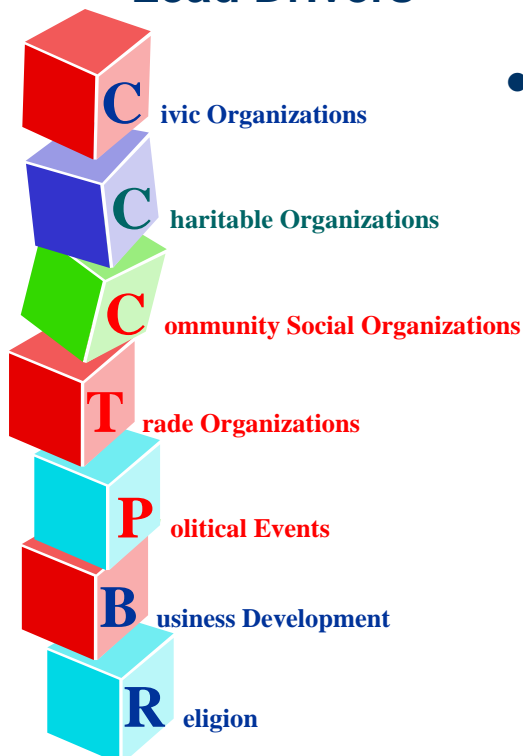 Lead Drivers
•
Civic Organizations
Charitable Organizations
Community Social Organizations
Trade Organizations
Political Events
Business Development
Religion